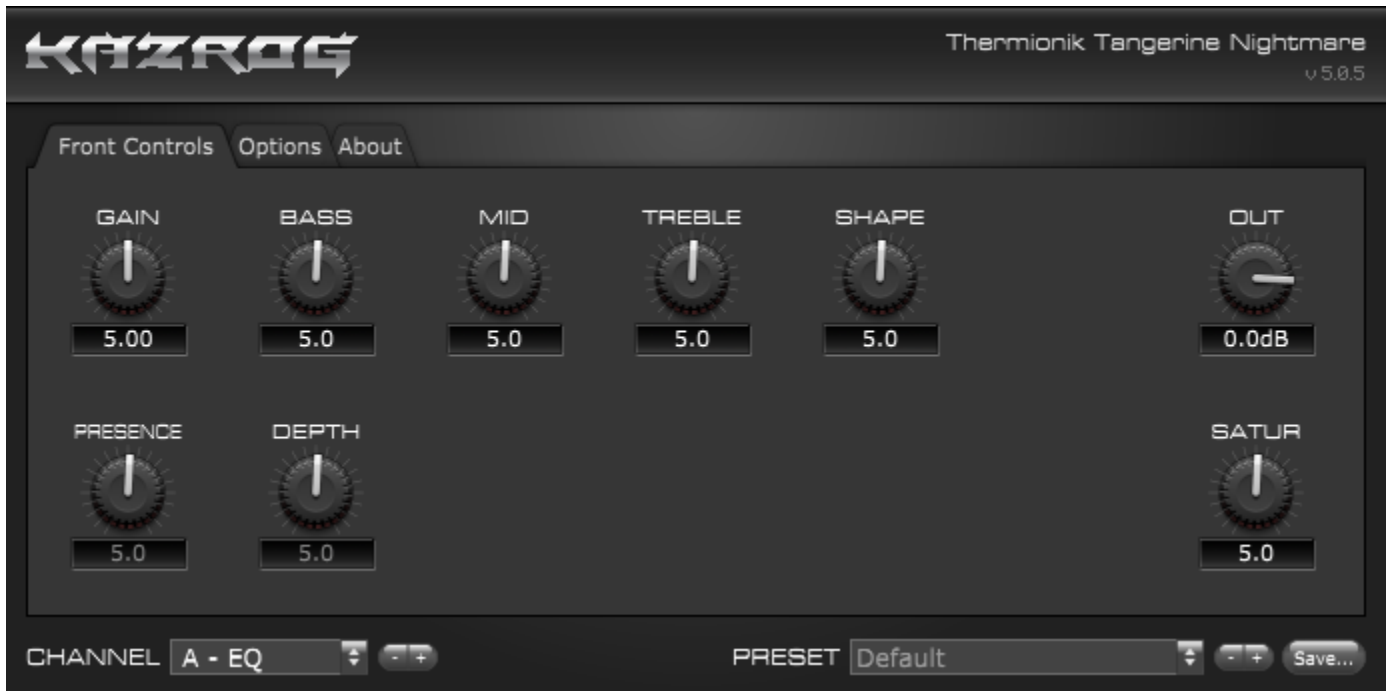 KAZROG
Thermionik Tangerine Nightmare
v 5.0.5
Front Controls Options About
GAIN BASS MID TREBLE SHAPE OUT
5.00 5.0 5.0 5.0 5.0 0.0dB
PRESENCE DEPTH SATUR
5.0 5.0 5.0
CHANNEL A - EQ - + PRESET Default - + Save...